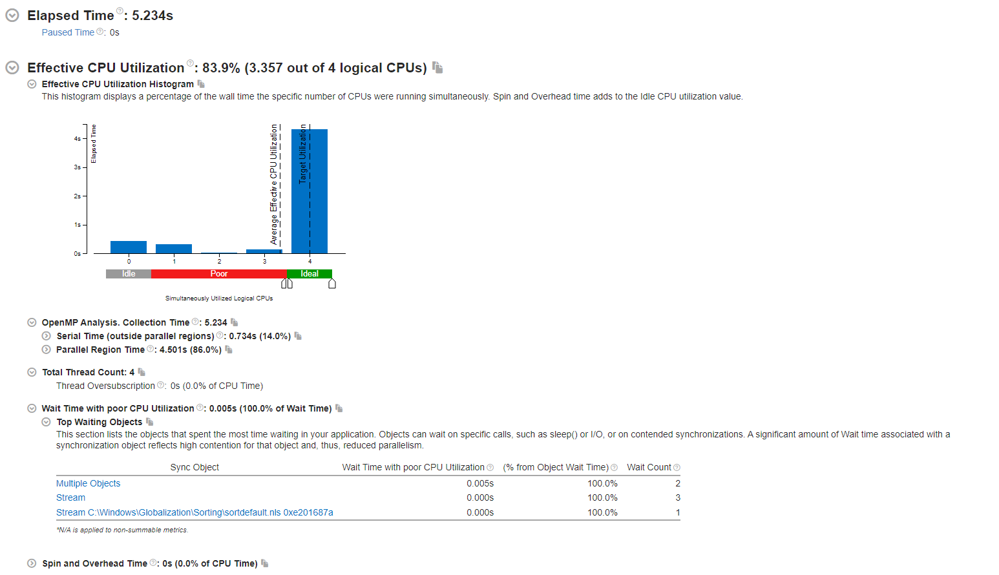 Elapsed Time: 5.234s
Paused Time: 0s
Effective CPU Utilization: 83.9% (3.357 out of 4 logical CPUs)
Effective CPU Utilization Histogram
This histogram displays a percentage of the wall time the specific number of CPUs were running simultaneously. Spin and Overhead time adds to the Idle CPU utilization value.
Elapsed Time
Average Effective CPU Utilization
Target Utilization
4s
3s
2s
1s
0s
0 1 2 3 4
Idle Poor Ideal
Simultaneously Utilized Logical CPUs
OpenMP Analysis. Collection Time: 5.234
Serial Time (outside parallel regions): 0.734s (14.0%)
Parallel Region Time: 4.501s (86.0%)
Total Thread Count: 4
Thread Oversubscription: 0s (0.0% of CPU Time)
Wait Time with poor CPU Utilization: 0.005s (100.0% of Wait Time)
Top Waiting Objects
This section lists the objects that spent the most time waiting in your application. Objects can wait on specific calls, such as sleep() or I/O, or on contended synchronizations. A significant amount of Wait time associated with a
synchronization object reflects high contention for that object and, thus, reduced parallelism.
Sync Object Wait Time with poor CPU Utilization (% from Object Wait Time) Wait Count
Multiple Objects 0.005s 100.0% 2
Stream 0.000s 100.0% 3
Stream C:\Windows\Globalization\Sorting\sortdefault.nls 0xe201687a 0.000s 100.0% 1
*N/A is applied to non-summable metrics.
Spin and Overhead Time: 0s (0.0% of CPU Time)